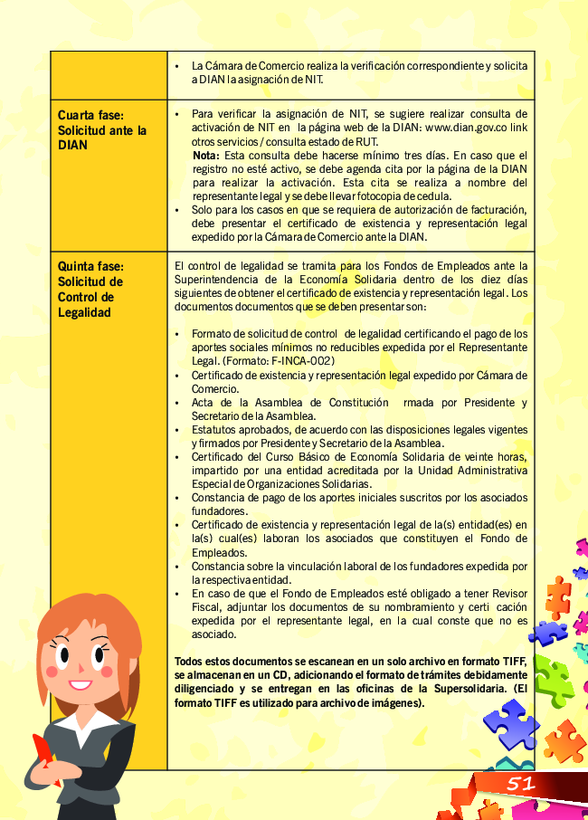 • La Cámara de Comercio realiza la verificación correspondiente y solicita
a DIAN la asignación de NIT.
Cuarta fase:
Solicitud ante la
DIAN
• Para verificar la asignación de NIT, se sugiere realizar consulta de
activación de NIT en la página web de la DIAN: www.dian.gov.co link
otros servicios / consulta estado de RUT.
Nota: Esta consulta debe hacerse mínimo tres días. En caso que el
registro no esté activo, se debe agenda cita por la página de la DIAN
para realizar la activación. Esta cita se realiza a nombre del
representante legal y se debe llevar fotocopia de cedula.
• Solo para los casos en que se requiera de autorización de facturación,
debe presentar el certificado de existencia y representación legal
expedido por la Cámara de Comercio ante la DIAN.
Quinta fase:
Solicitud de
Control de
Legalidad
El control de legalidad se tramita para los Fondos de Empleados ante la
Superintendencia de la Economía Solidaria dentro de los diez días
siguientes de obtener el certificado de existencia y representación legal. Los
documentos documentos que se deben presentar son:
• Formato de solicitud de control de legalidad certificando el pago de los
aportes sociales mínimos no reducibles expedida por el Representante
Legal. (Formato: F-INCA-002)
• Certificado de existencia y representación legal expedido por Cámara de
Comercio.
• Acta de la Asamblea de Constitución rmada por Presidente y
Secretario de la Asamblea.
• Estatutos aprobados, de acuerdo con las disposiciones legales vigentes
y firmados por Presidente y Secretario de la Asamblea.
• Certificado del Curso Básico de Economía Solidaria de veinte horas,
impartido por una entidad acreditada por la Unidad Administrativa
Especial de Organizaciones Solidarias.
• Constancia de pago de los aportes iniciales suscritos por los asociados
fundadores.
• Certificado de existencia y representación legal de la(s) entidad(es) en
la(s) cual(es) laboran los asociados que constituyen el Fondo de
Empleados.
• Constancia sobre la vinculación laboral de los fundadores expedida por
la respectiva entidad.
• En caso de que el Fondo de Empleados esté obligado a tener Revisor
Fiscal, adjuntar los documentos de su nombramiento y certi cación
expedida por el representante legal, en la cual conste que no es
asociado.
Todos estos documentos se escanean en un solo archivo en formato TIFF,
se almacenan en un CD, adicionando el formato de trámites debidamente
diligenciado y se entregan en las oficinas de la Supersolidaria. (El
formato TIFF es utilizado para archivo de imágenes).
51